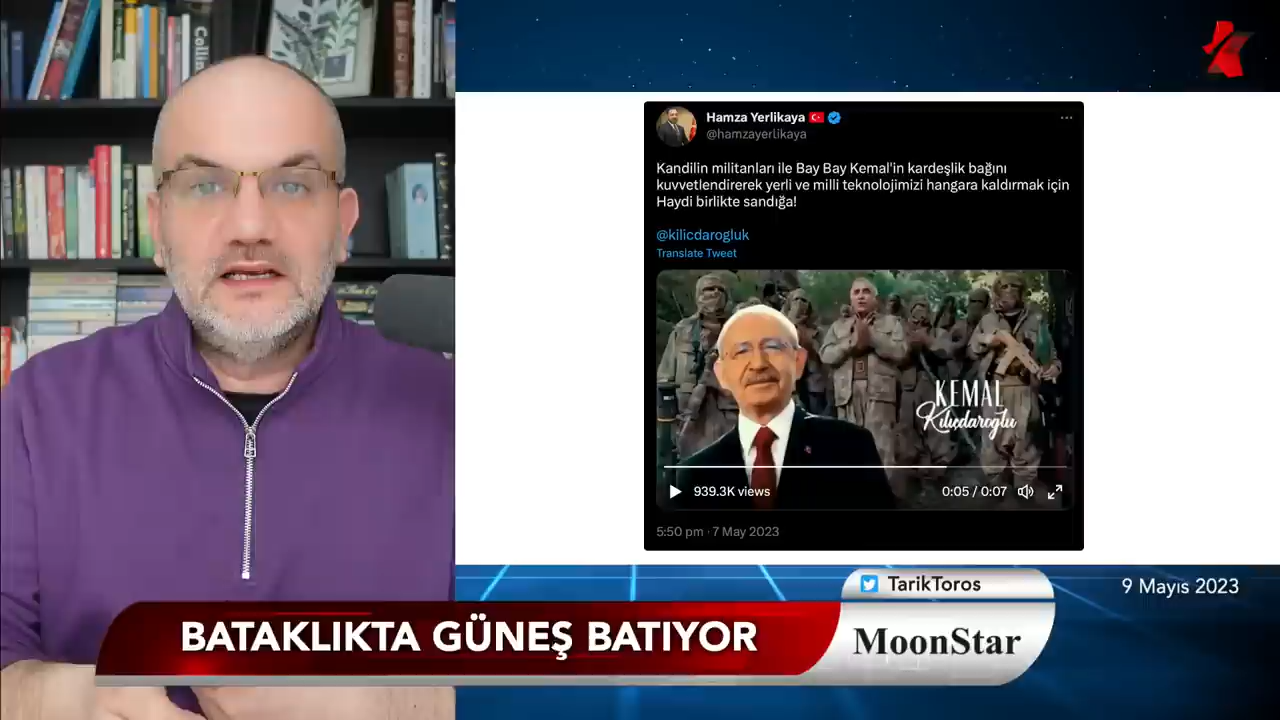 Collin
Hamza Yerlikaya
@hamzayerlikaya
Kandilin militanları ile Bay Bay Kemal'in kardeşlik bağını
kuvvetlendirerek yerli ve milli teknolojimizi hangara kaldırmak için
Haydi birlikte sandığa!
@kilicdarogluk
Translate Tweet
KEMAL
Kılıçdaroğlu
939.3K views
0:05 / 0:07
5:50 pm · 7 May 2023
TarikToros
9 Mayıs 2023
BATAKLIKTA GÜNEŞ BATIYOR
MoonStar